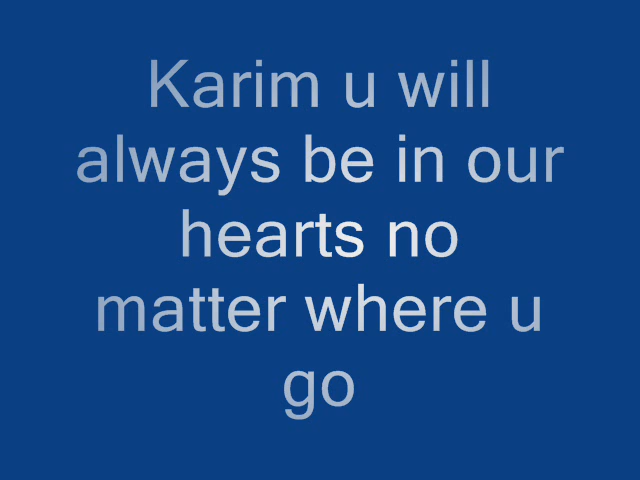 Karim u will
always be in our
hearts no
matter where u
go